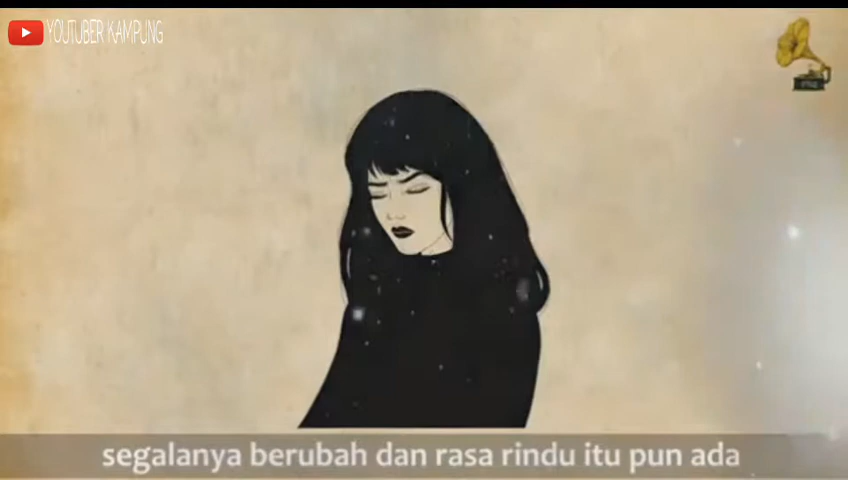 YOUTUBER KAMPUNG
segalanya berubah dan rasa rindu itu pun ada